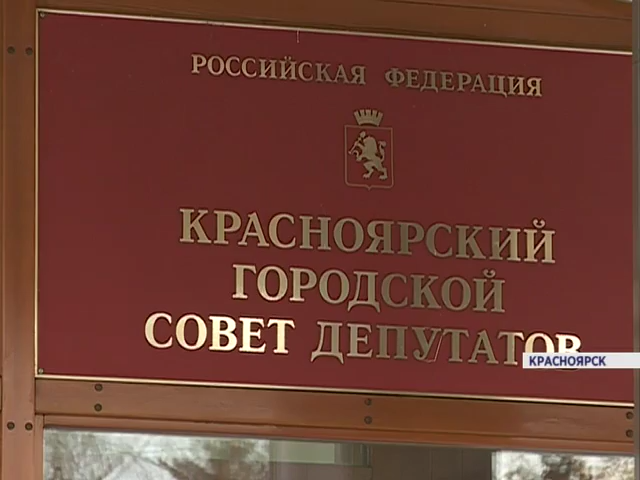 РОССИЙСКАЯ ФЕДЕРАЦИЯ
КРАСНОЯРСКИЙ
ГОРОДСКОЙ
СОВЕТ ДЕПУТАТОВ
КРАСНОЯРСК